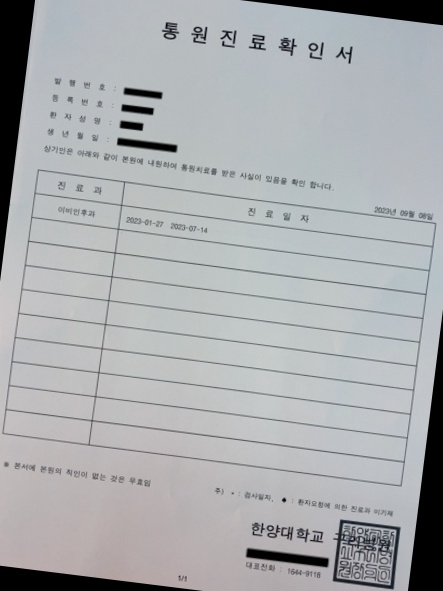 통원진료확인서
발 행 번 호 :
등 록 번 호 :
환 자 성 명 :
생 년 월 일 :
상기인은 아래와 같이 본원에 내원하여 통원치료를 받은 사실이 있음을 확인 합니다.
2023년 09월 08일
진 료 과 진 료 일 자
이비인후과 2023-01-27 2023-07-14
※ 본서에 본원의 직인이 없는 것은 무효임
주) * : 검사일자, ● : 환자요청에 의한 진료과 미기재
한양대학교 구리병원
대표전화 : 1644-9118
1/1